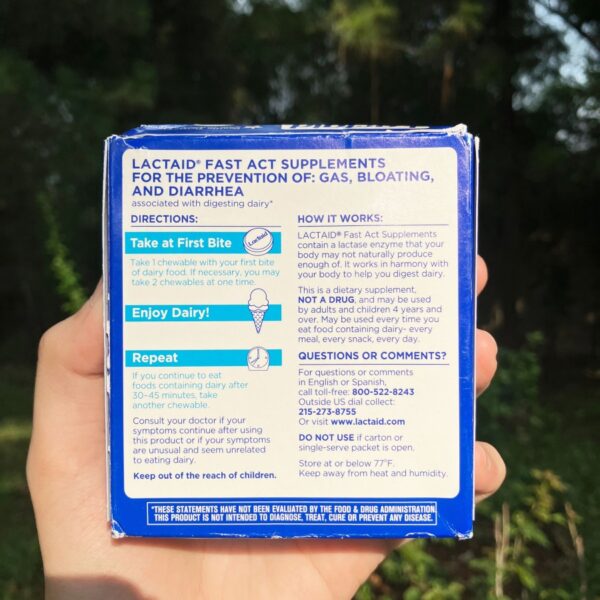 LACTAID® FAST ACT SUPPLEMENTS
FOR THE PREVENTION OF: GAS, BLOATING,
AND DIARRHEA
associated with digesting dairy*
DIRECTIONS:
Take at First Bite
Lactaid
Take 1 chewable with your first bite
of dairy food. If necessary, you may
take 2 chewables at one time.
Enjoy Dairy!
Repeat
If you continue to eat
foods containing dairy after
30-45 minutes, take
another chewable.
Consult your doctor if your
symptoms continue after using
this product or if your symptoms
are unusual and seem unrelated
to eating dairy.
Keep out of the reach of children.
HOW IT WORKS:
LACTAID® Fast Act Supplements
contain a lactase enzyme that your
body may not naturally produce
enough of. It works in harmony with
your body to help you digest dairy.
This is a dietary supplement,
NOT A DRUG, and may be used
by adults and children 4 years and
over. May be used every time you
eat food containing dairy- every
meal, every snack, every day.
QUESTIONS OR COMMENTS?
For questions or comments
in English or Spanish,
call toll-free: 800-522-8243
Outside US dial collect:
215-273-8755
Or visit www.lactaid.com
DO NOT USE if carton or
single-serve packet is open.
Store at or below 77°F.
Keep away from heat and humidity.
*THESE STATEMENTS HAVE NOT BEEN EVALUATED BY THE FOOD & DRUG ADMINISTRATION.
THIS PRODUCT IS NOT INTENDED TO DIAGNOSE, TREAT, CURE OR PREVENT ANY DISEASE.